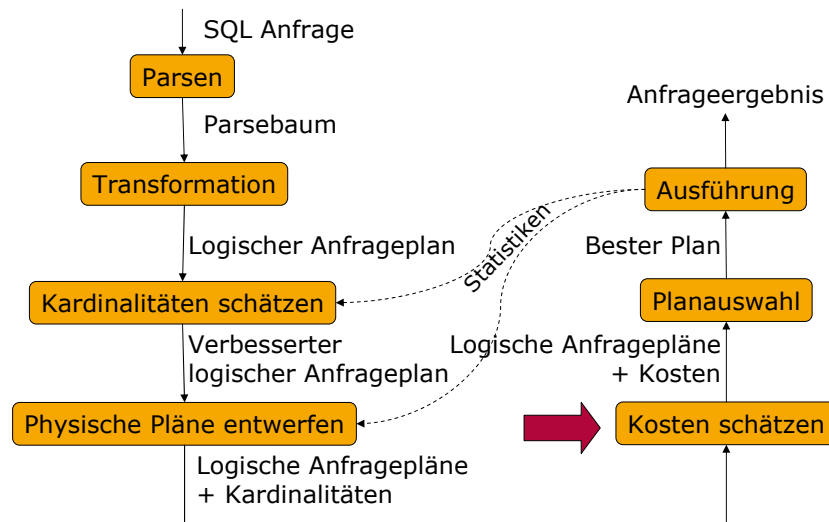 SQL Anfrage
Parsen
Parsebaum
Transformation
Logischer Anfrageplan
Kardinalitäten schätzen
Verbesserter
logischer Anfrageplan
Physische Pläne entwerfen
Logische Anfragepläne
+ Kardinalitäten
Statistiken
Anfrageergebnis
Ausführung
Bester Plan
Planauswahl
Logische Anfragepläne
+ Kosten
Kosten schätzen